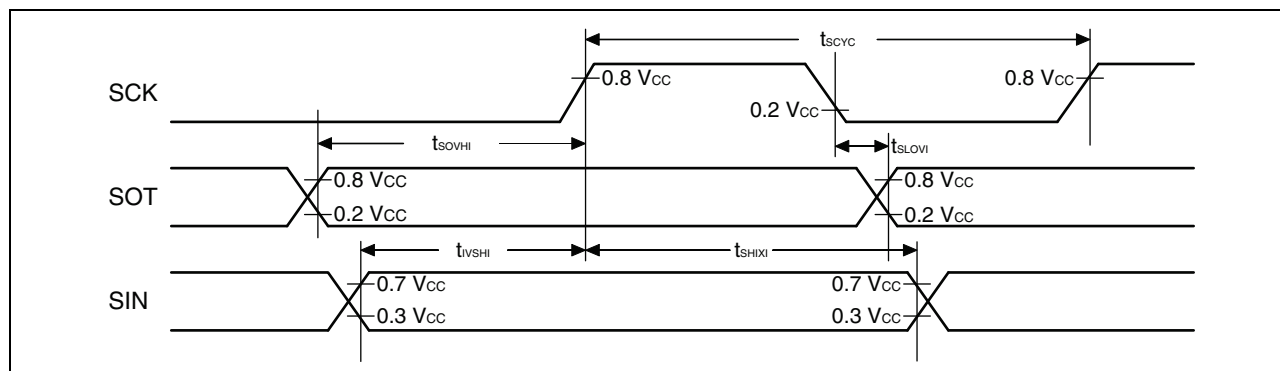 tSCYC
SCK
0.8 VCC
0.8 VCC
0.2 VCC
tSOVHI
tSLOVI
SOT
0.8 VCC
0.8 VCC
0.2 VCC
0.2 VCC
tIVSHI
tSHIXI
SIN
0.7 VCC
0.7 VCC
0.3 VCC
0.3 VCC